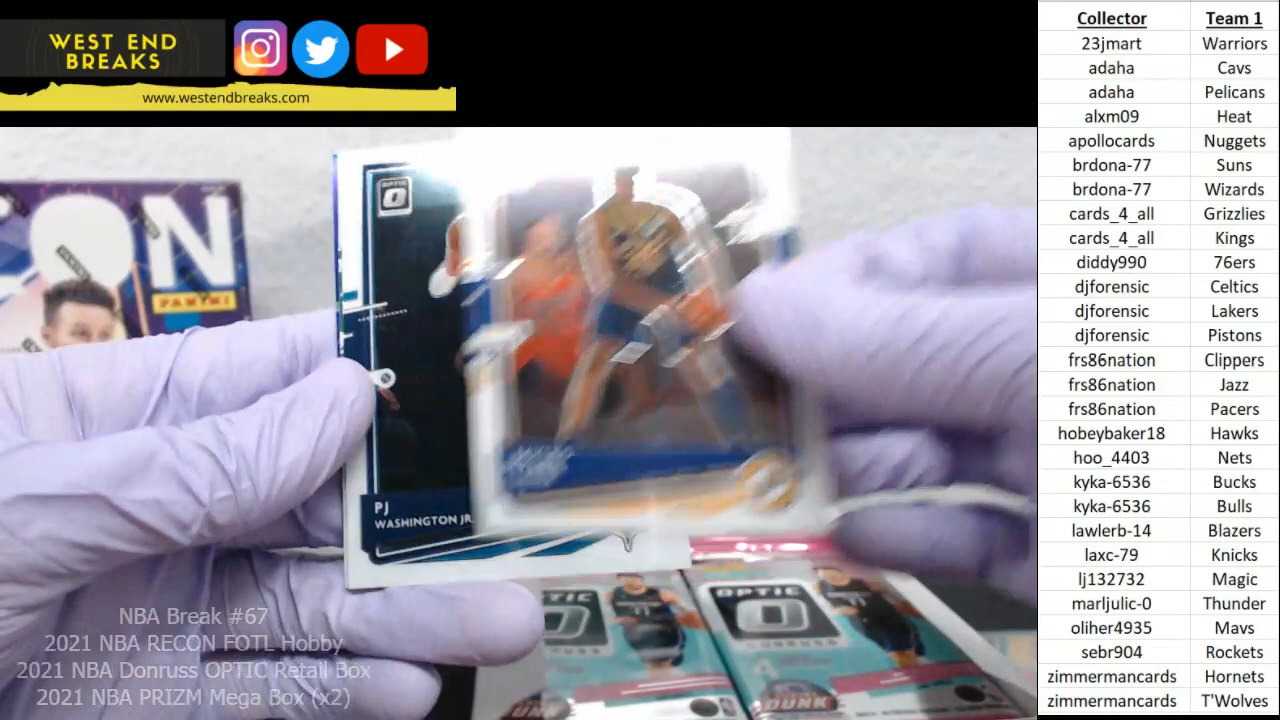 WEST END
BREAKS
www.westendbreaks.com
ON
PANINI
OPTIC
PJ
WASHINGTON JR
OPTIC
DONRUSS
DUNK
NBA Break #67
2021 NBA RECON FOTL Hobby
2021 NBA Donruss OPTIC Retail Box
2021 NBA PRIZM Mega Box (x2)
Collector Team 1
23jmart Warriors
adaha Cavs
adaha Pelicans
alxm09 Heat
apollocards Nuggets
brdona-77 Suns
brdona-77 Wizards
cards_4_all Grizzlies
cards_4_all Kings
diddy990 76ers
djforensic Celtics
djforensic Lakers
djforensic Pistons
frs86nation Clippers
frs86nation Jazz
frs86nation Pacers
hobeybaker18 Hawks
hoo_4403 Nets
kyka-6536 Bucks
kyka-6536 Bulls
lawlerb-14 Blazers
laxc-79 Knicks
lj132732 Magic
marljulic-0 Thunder
oliher4935 Mavs
sebr904 Rockets
zimmermancards Hornets
zimmermancards T'Wolves